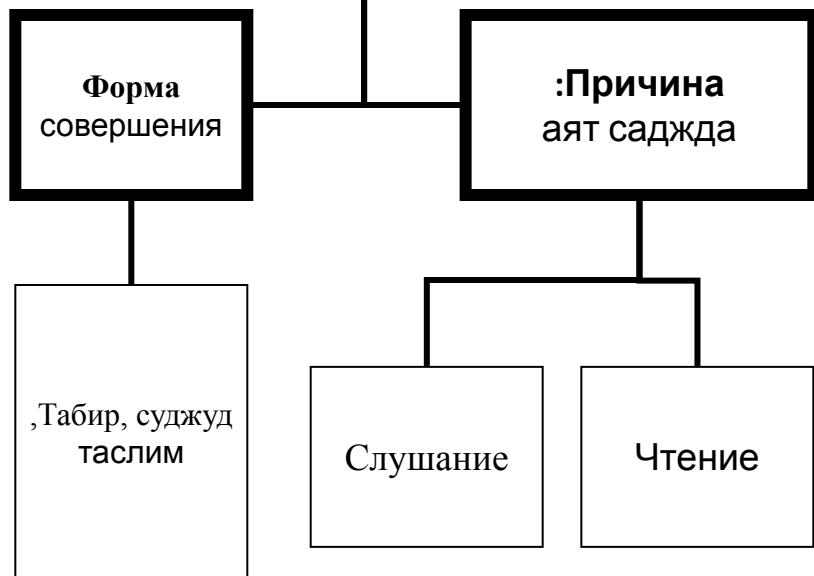 Форма
совершения
:Причина
аят саджда
,Табир, суджуд
таслим
Слушание
Чтение